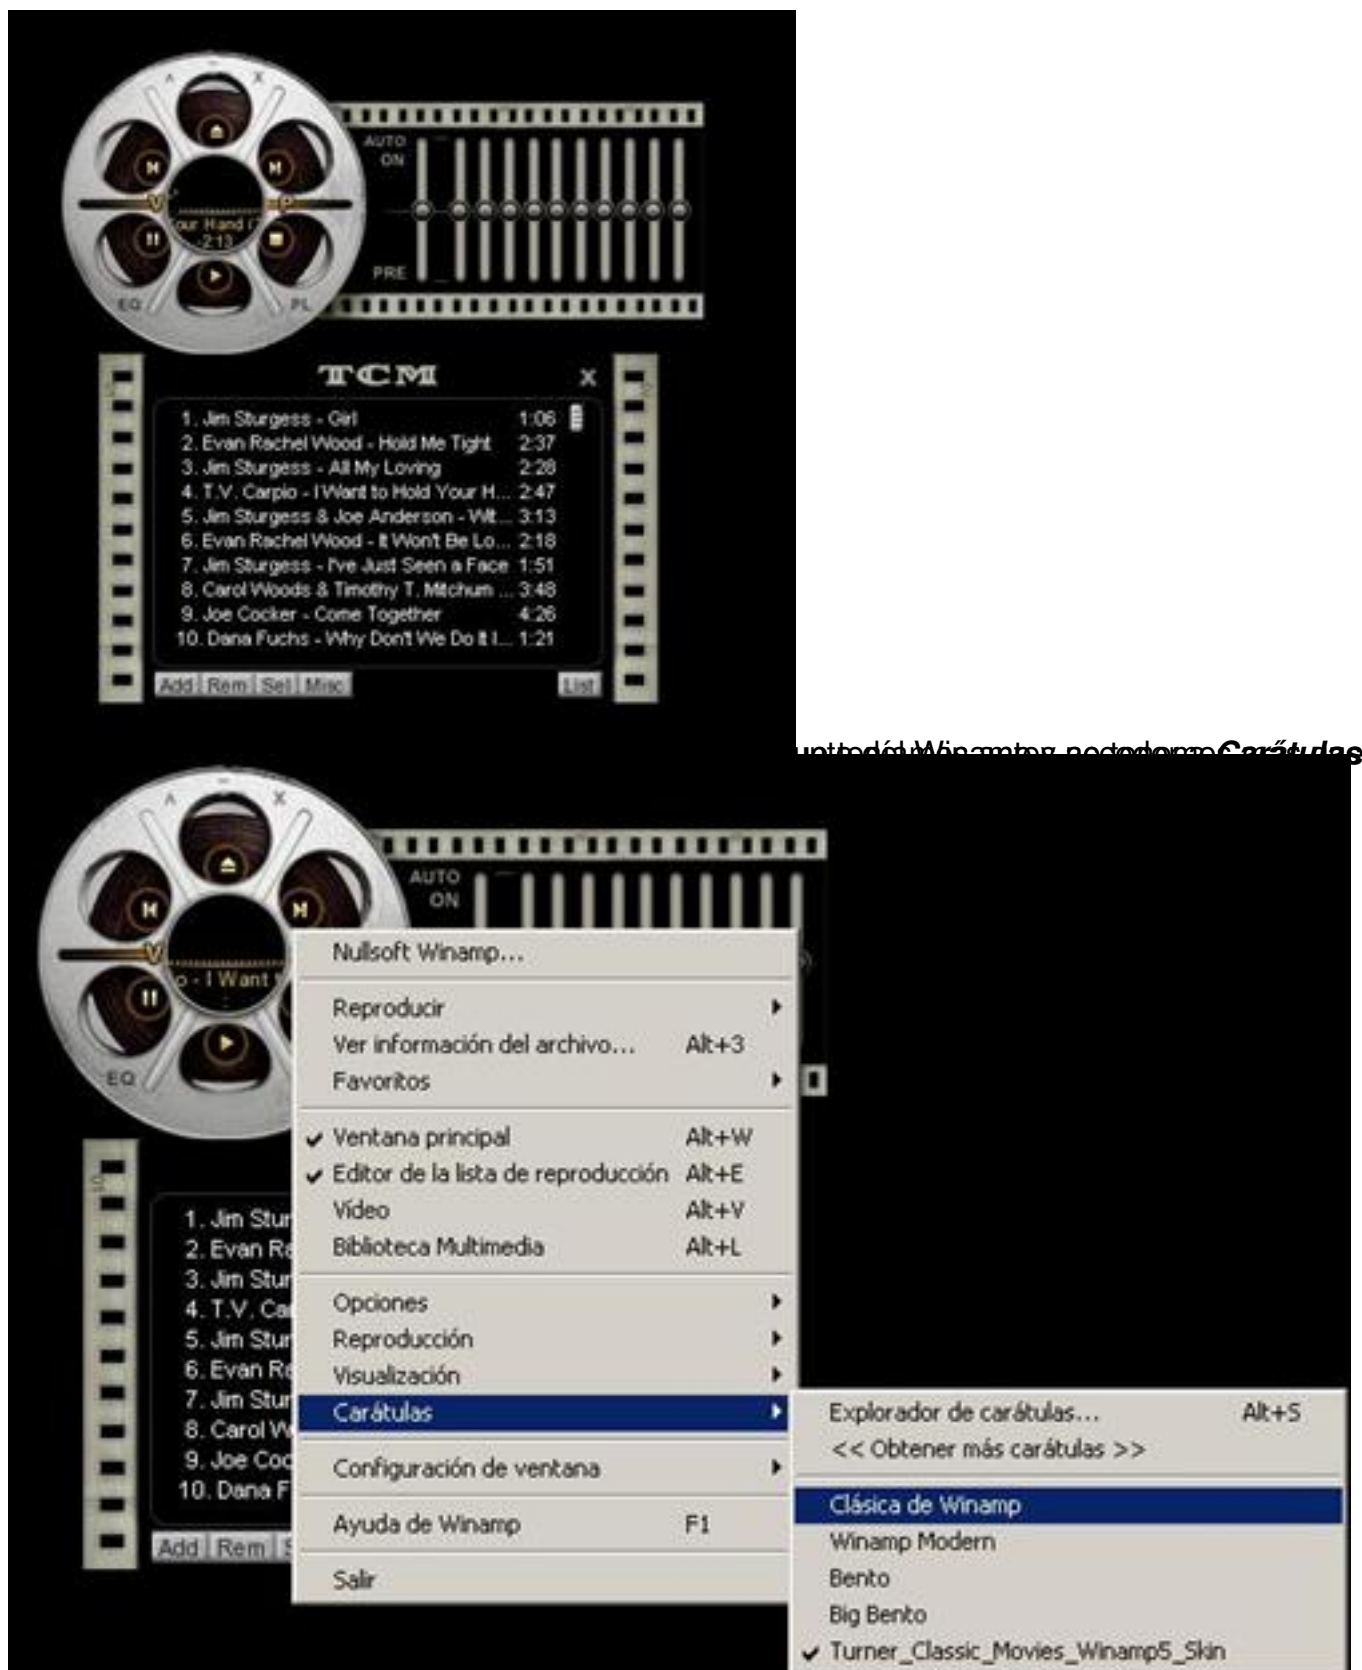 AUTO
ON
our Hand (
-2:13
PRE
EQ
PL
TCM
X
1. Jim Sturgess - Girl 1:06
2. Evan Rachel Wood - Hold Me Tight 2:37
3. Jim Sturgess - All My Loving 2:28
4. T.V. Carpio - I Want to Hold Your H... 2:47
5. Jim Sturgess & Joe Anderson - Wit... 3:13
6. Evan Rachel Wood - It Won't Be Lo... 2:18
7. Jim Sturgess - I've Just Seen a Face 1:51
8. Carol Woods & Timothy T. Mitchum ... 3:48
9. Joe Cocker - Come Together 4:26
10. Dana Fuchs - Why Don't We Do It I... 1:21
Add Rem Sel Misc List
Carátulas
AUTO
ON
o - I Want
EQ
Nullsoft Winamp...
Reproducir
Ver información del archivo... Alt+3
Favoritos
Ventana principal Alt+W
Editor de la lista de reproducción Alt+E
Vídeo Alt+V
Biblioteca Multimedia Alt+L
Opciones
Reproducción
Visualización
Carátulas
Configuración de ventana
Ayuda de Winamp F1
Salir
Explorador de carátulas... Alt+S
<< Obtener más carátulas >>
Clásica de Winamp
Winamp Modern
Bento
Big Bento
Turner_Classic_Movies_Winamp5_Skin
1. Jim Stur
2. Evan Ra
3. Jim Stur
4. T.V. Car
5. Jim Stur
6. Evan Ra
7. Jim Stur
8. Carol W
9. Joe Coc
10. Dana F
Add Rem S